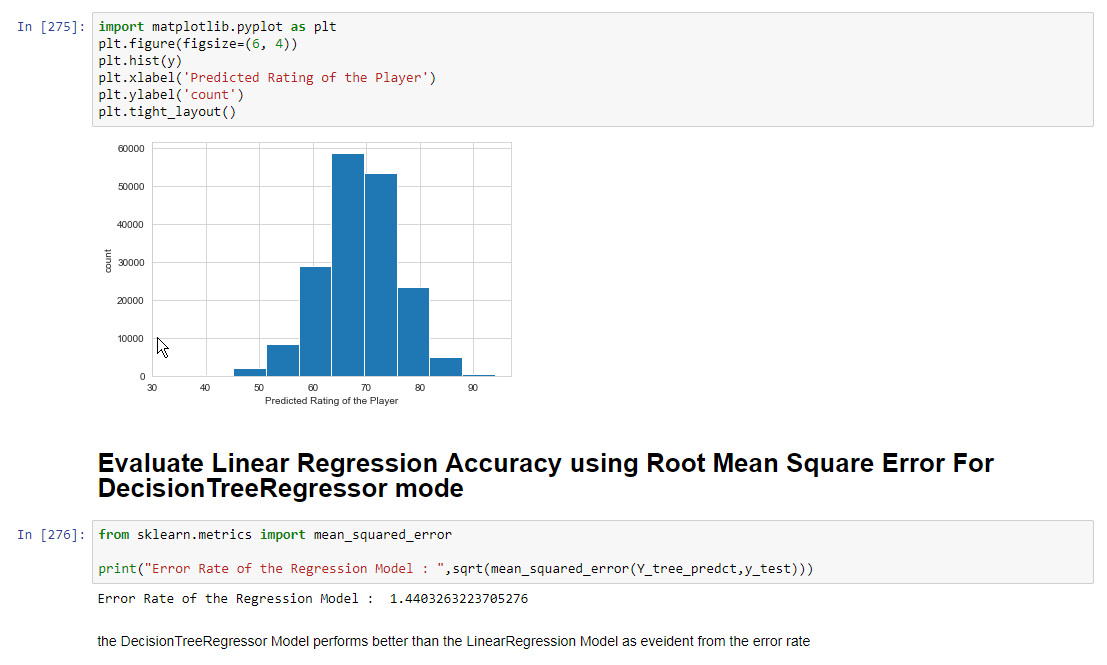 In [275]: import matplotlib.pyplot as plt
plt.figure(figsize=(6, 4))
plt.hist(y)
plt.xlabel('Predicted Rating of the Player')
plt.ylabel('count')
plt.tight_layout()
60000
50000
40000
30000
20000
10000
0
count
30 40 50 60 70 80 90
Predicted Rating of the Player
Evaluate Linear Regression Accuracy using Root Mean Square Error For
DecisionTreeRegressor mode
In [276]: from sklearn.metrics import mean_squared_error
print("Error Rate of the Regression Model : ",sqrt(mean_squared_error(Y_tree_predct,y_test)))
Error Rate of the Regression Model :  1.4403263223705276
the DecisionTreeRegressor Model performs better than the LinearRegression Model as eveident from the error rate